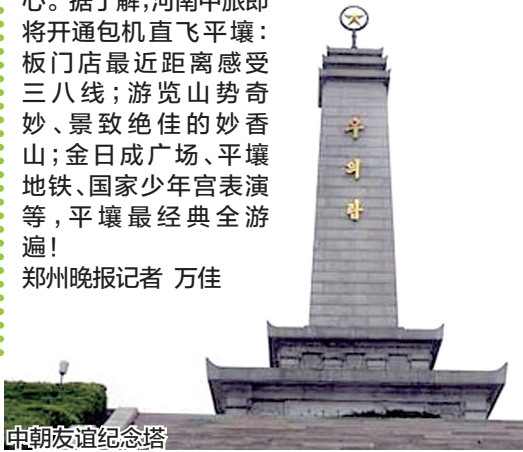 心。据了解，河南中旅即
将开通包机直飞平壤：
板门店最近距离感受
三八线；游览山势奇
妙、景致绝佳的妙香
山；金日成广场、平壤
地铁、国家少年宫表演
等，平壤最经典全游
遍！
郑州晚报记者 万佳
우의탑
中朝友谊纪念塔